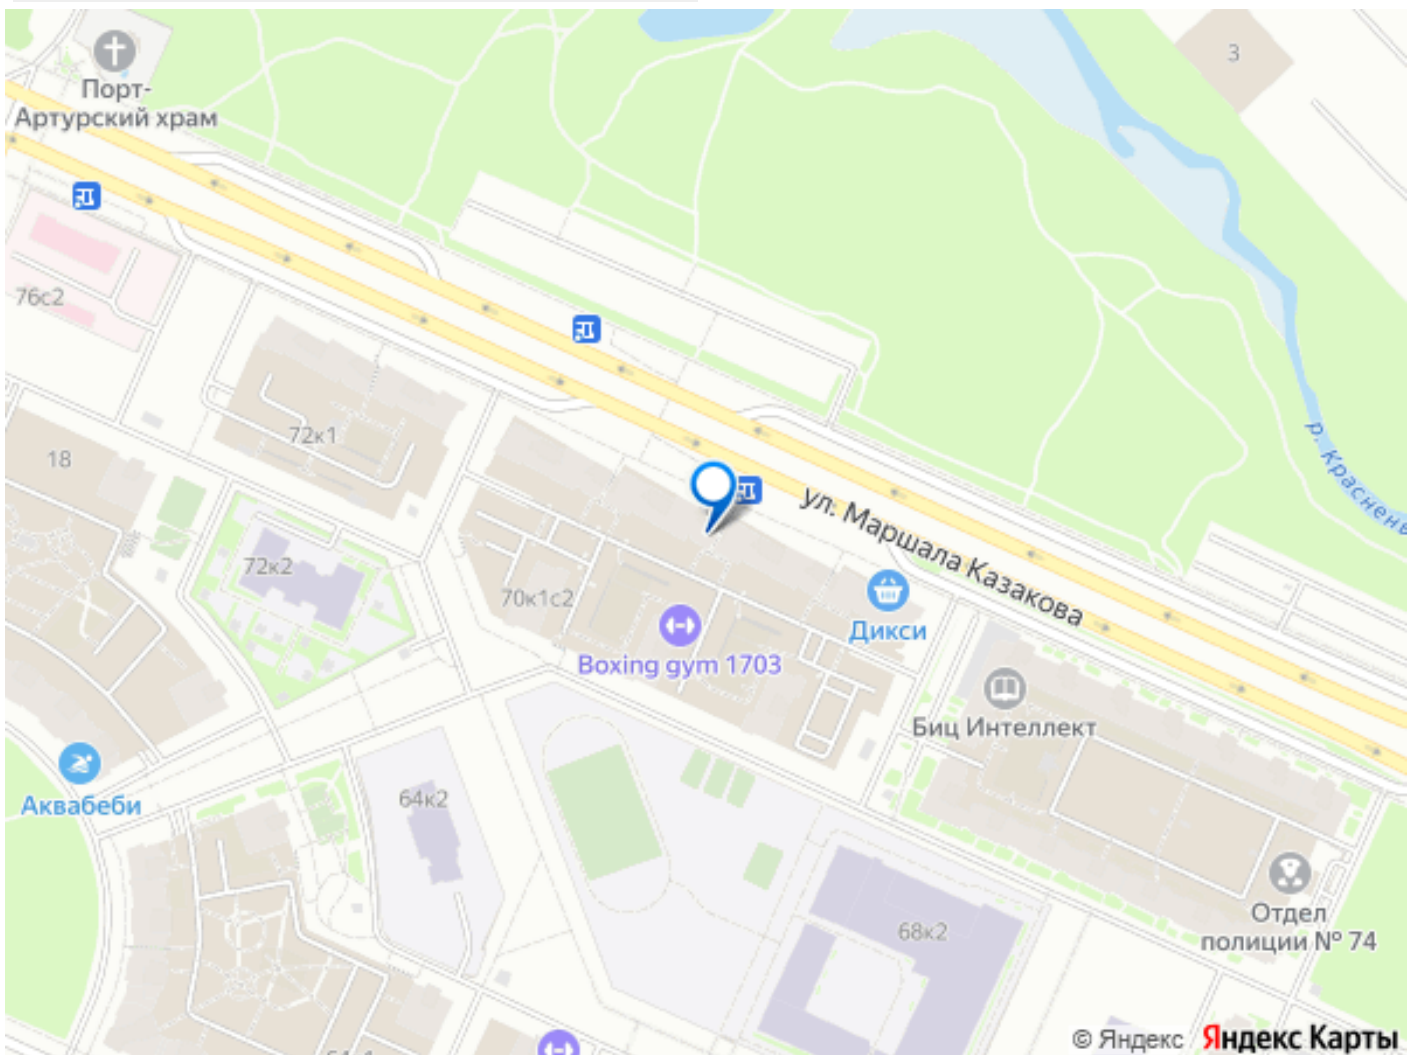 3
Порт-
Артурский храм
76с2
р. Красненьк
72к1
18
ул. Маршала Казакова
72к2
70к1с2
Дикси
Boxing gym 1703
Биц Интеллект
Аквабеби
64к2
Отдел
полиции № 74
68к2
© Яндекс Яндекс Карты